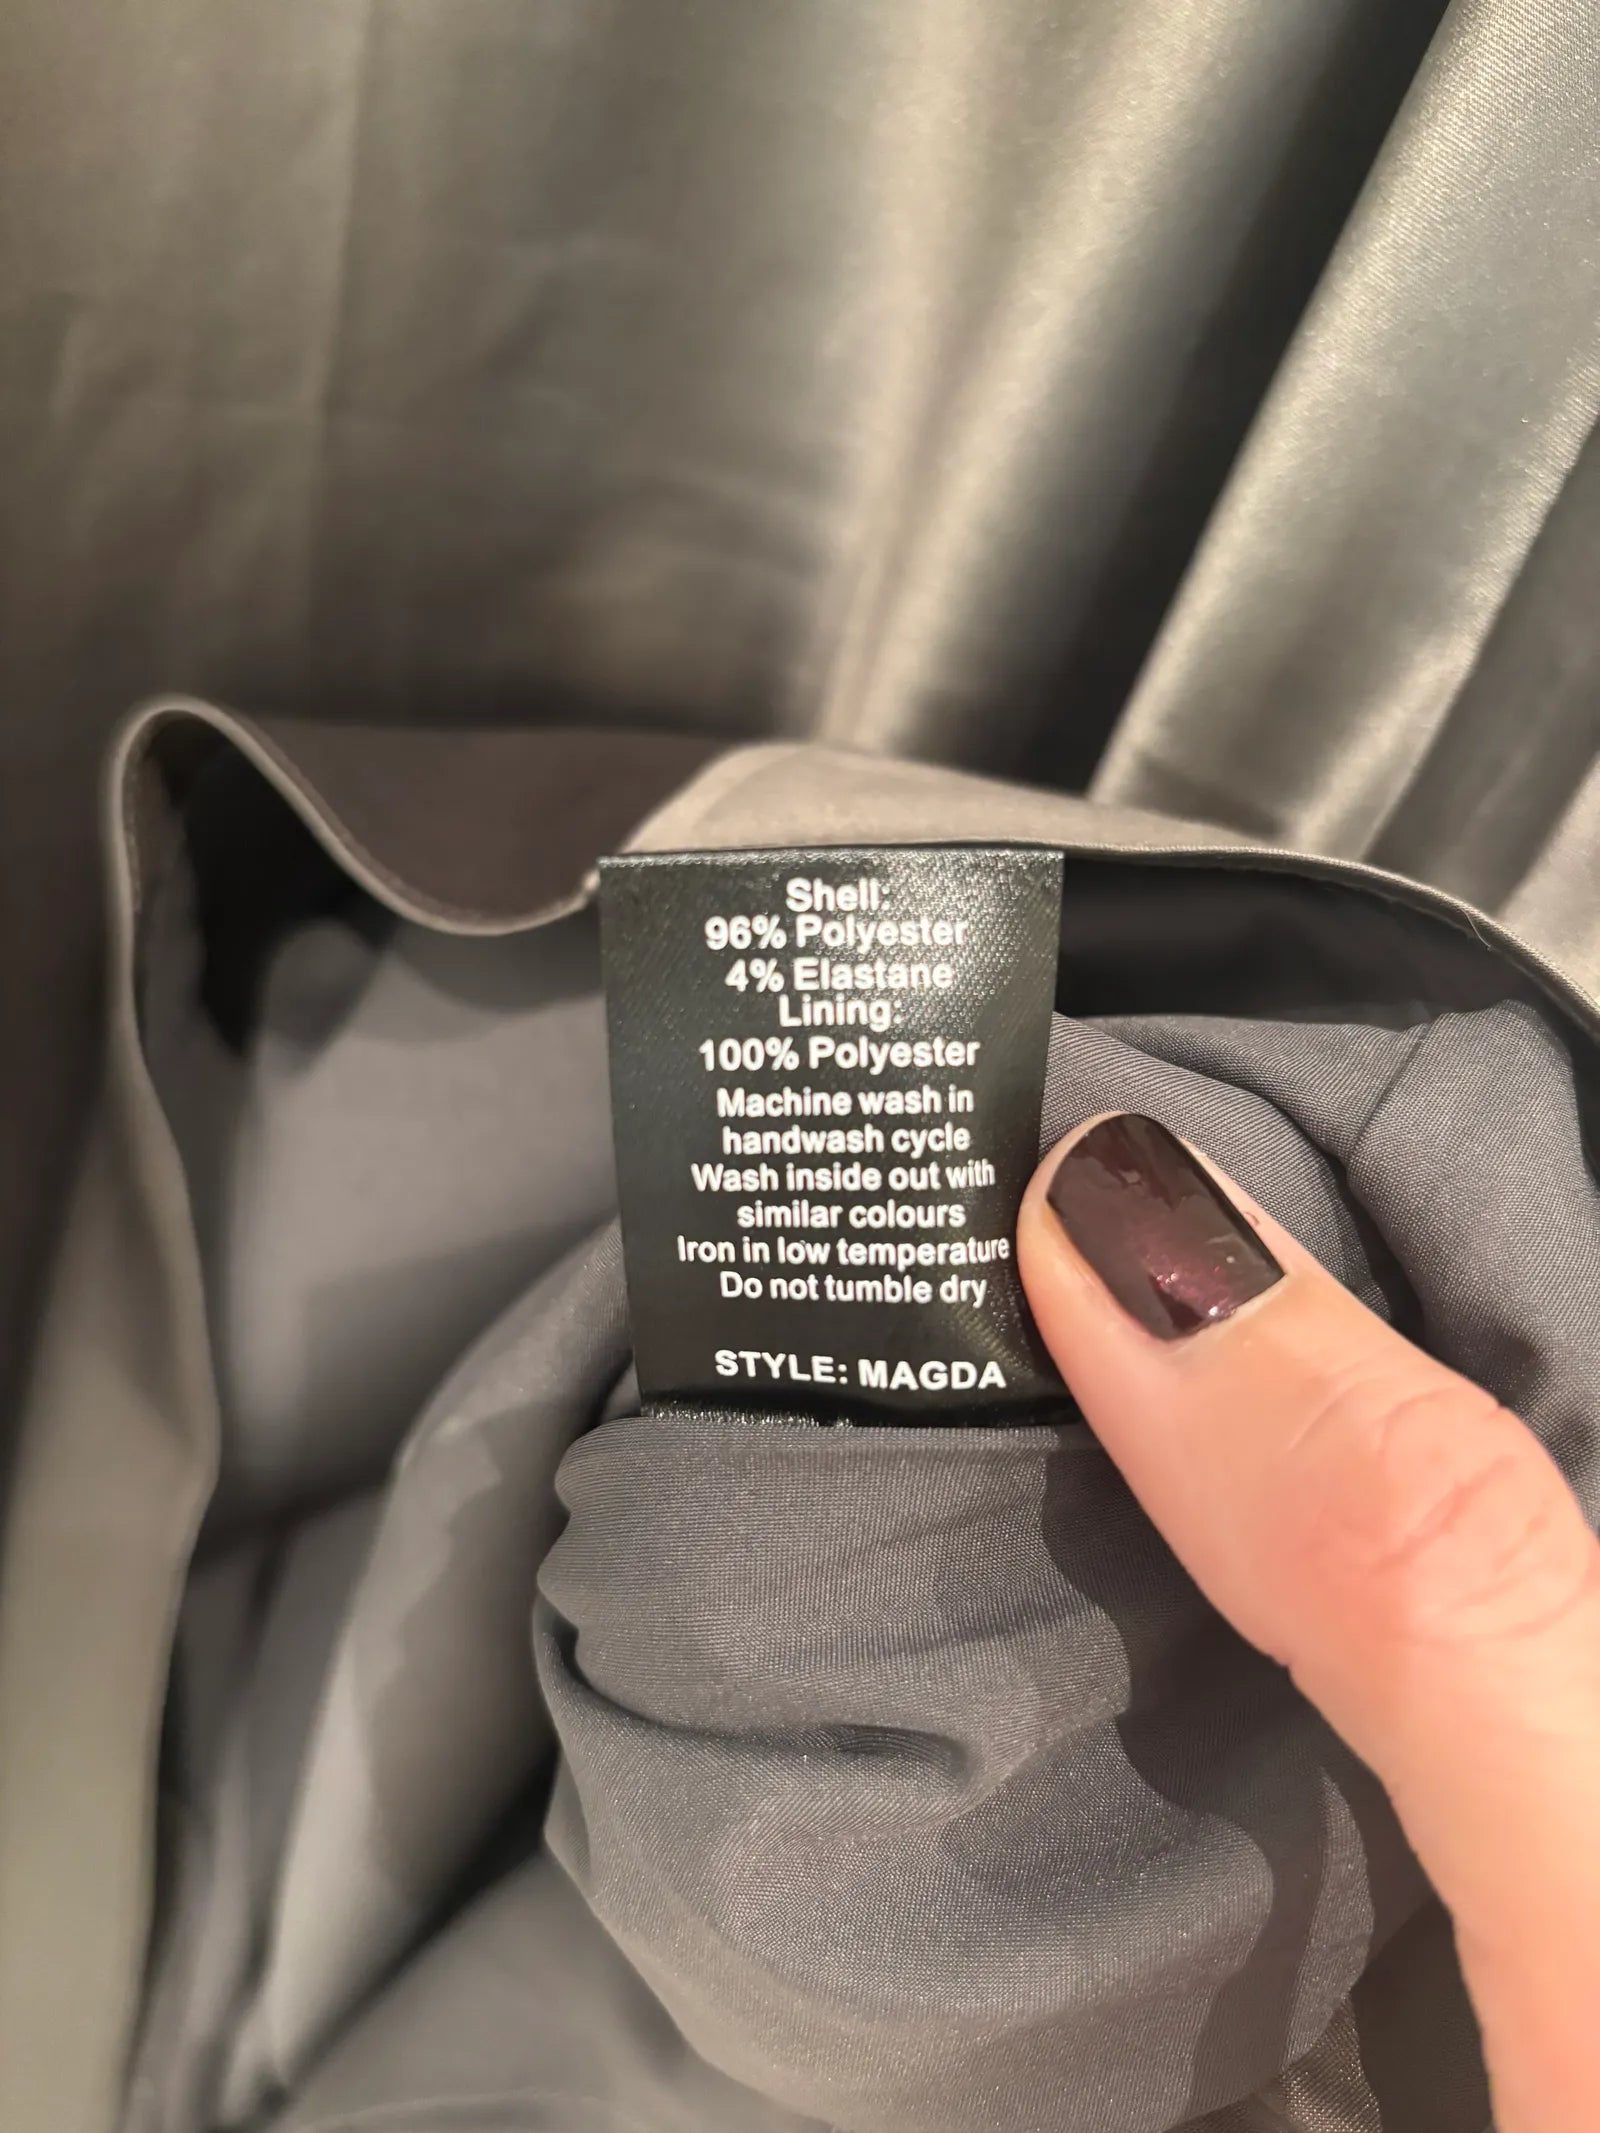 Shell:
96% Polyester
4% Elastane
Lining:
100% Polyester
Machine wash in
handwash cycle
Wash inside out with
similar colours
Iron in low temperature
Do not tumble dry
STYLE: MAGDA